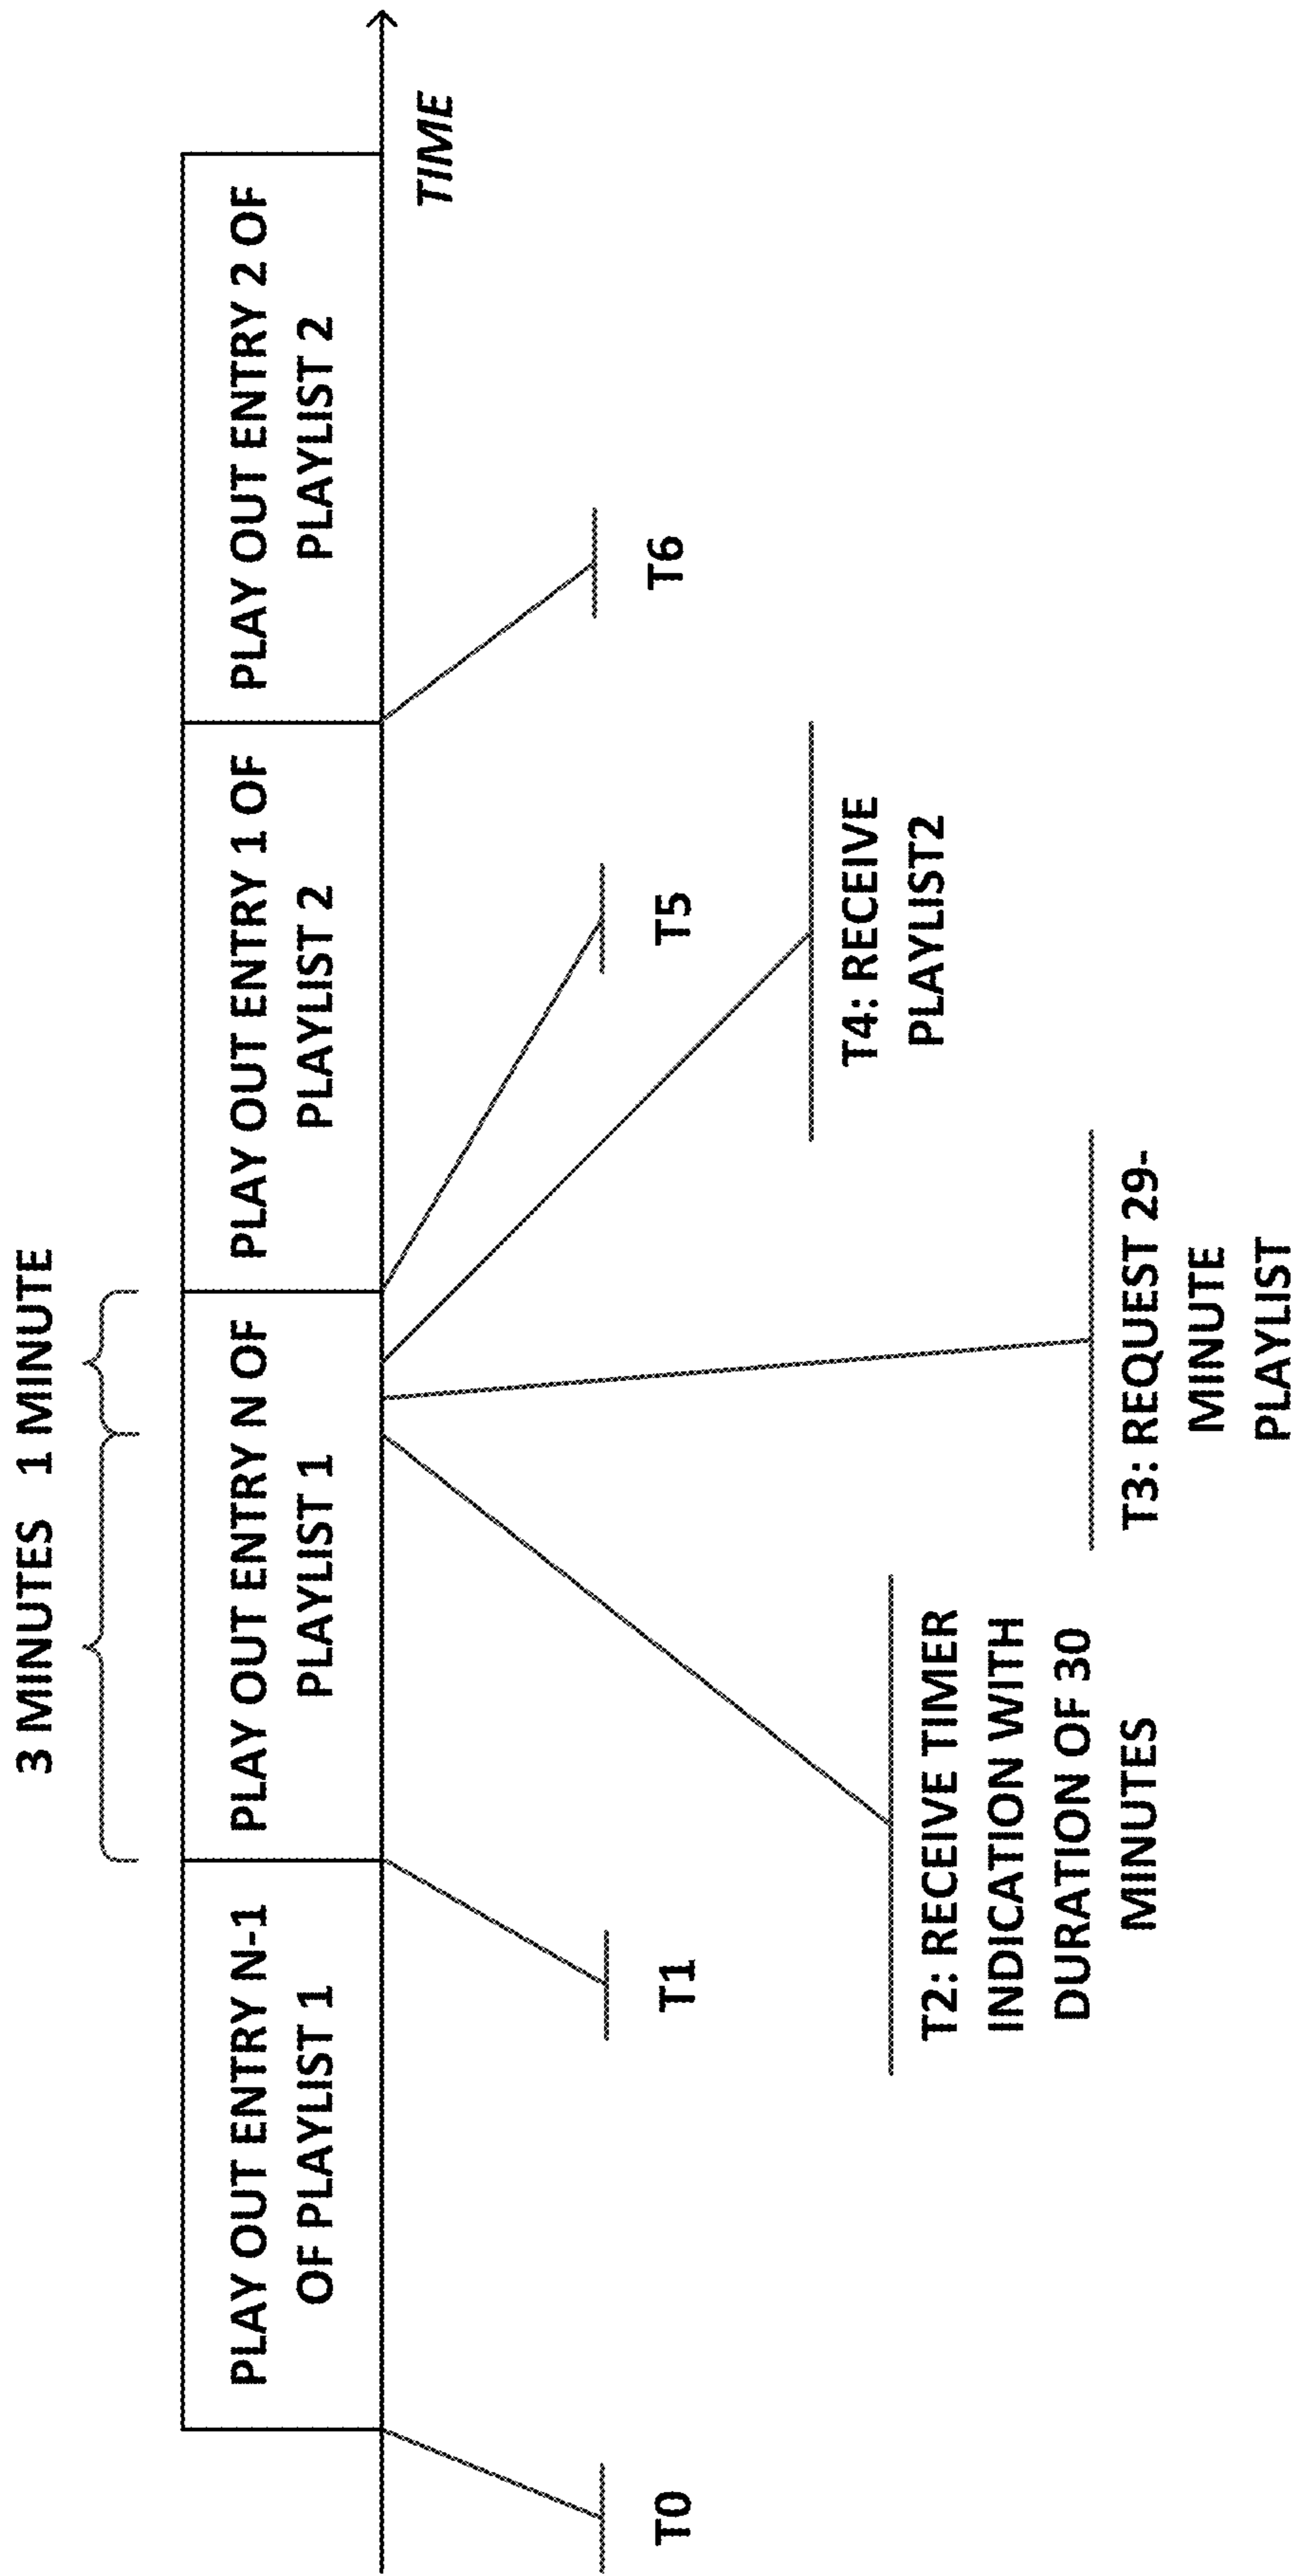 3 MINUTES 1 MINUTE
PLAY OUT ENTRY N-1
OF PLAYLIST 1
PLAY OUT ENTRY N OF
PLAYLIST 1
PLAY OUT ENTRY 1 OF
PLAYLIST 2
PLAY OUT ENTRY 2 OF
PLAYLIST 2
TIME
T0
T1
T2: RECEIVE TIMER
INDICATION WITH
DURATION OF 30
MINUTES
T3: REQUEST 29-
MINUTE
PLAYLIST
T4: RECEIVE
PLAYLIST2
T5
T6